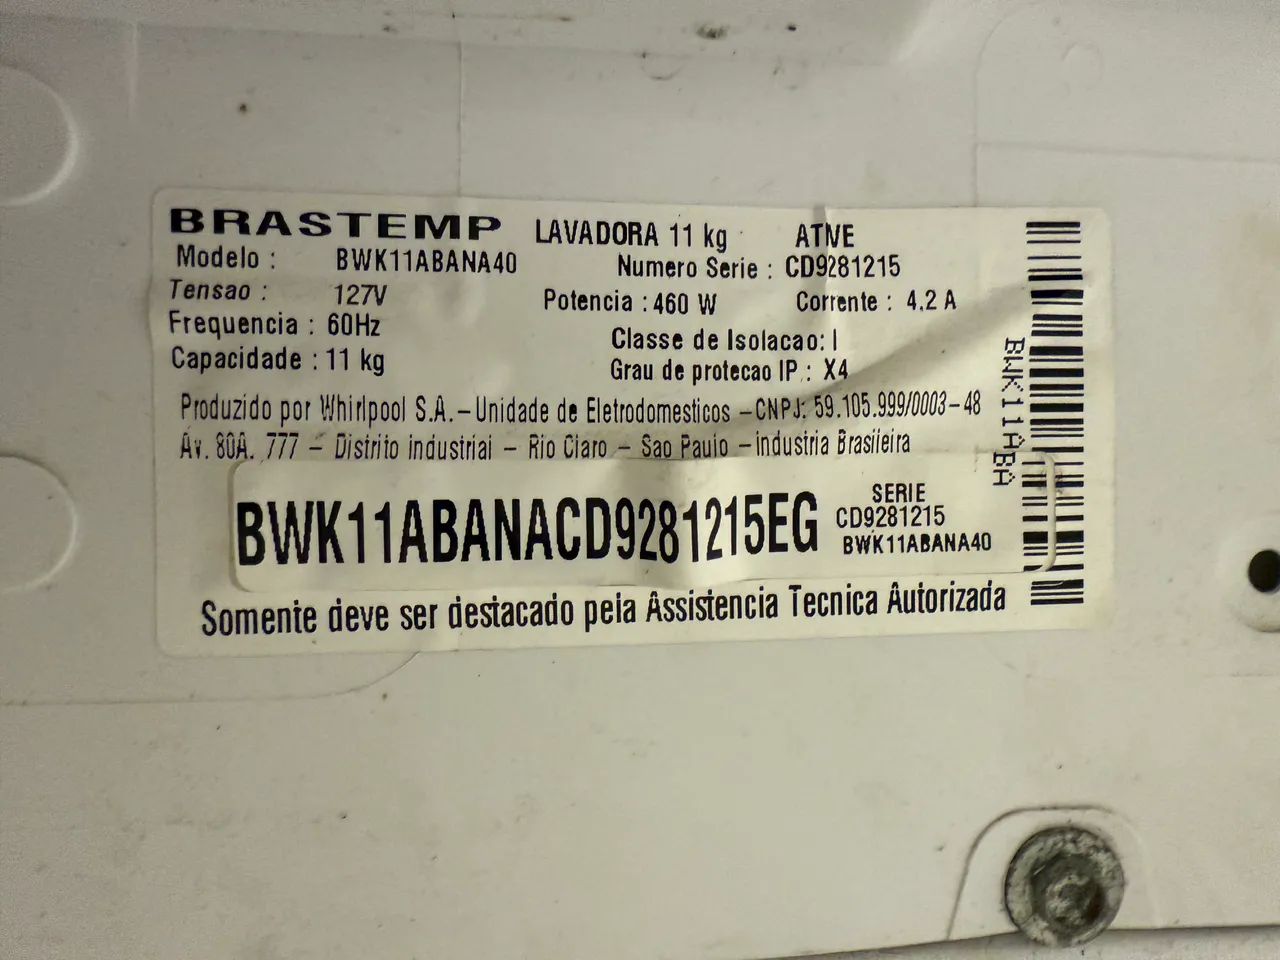 BRASTEMP LAVADORA 11 kg ATIVE
Modelo : BWK11ABANA40 Numero Serie : CD9281215
Tensao : 127V Potencia : 460 W Corrente : 4.2 A
Frequencia : 60Hz Classe de Isolacao: I
Capacidade : 11 kg Grau de protecao IP : X4
Produzido por Whirlpool S.A.-Unidade de Eletrodomesticos -CNPJ: 59.105.999/0003-48
Av. 80A. 777 - Distrito industrial - Rio Claro - Sao Paulo -industria Brasileira
BWK11ABANACD9281215EG
SERIE
CD9281215
BWK11ABANA40
Somente deve ser destacado pela Assistencia Tecnica Autorizada
BWK11ABA